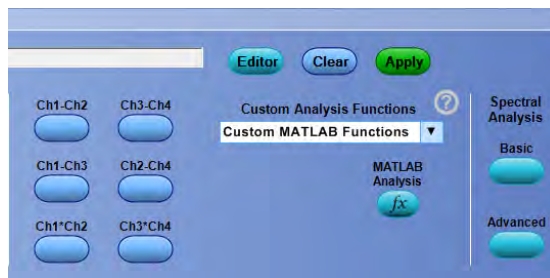 Editor Clear Apply
Ch1-Ch2 Ch3-Ch4
Custom Analysis Functions ?
Custom MATLAB Functions
Spectral
Analysis
Ch1-Ch3 Ch2-Ch4
MATLAB
Analysis
fx
Basic
Ch1*Ch2 Ch3*Ch4
Advanced